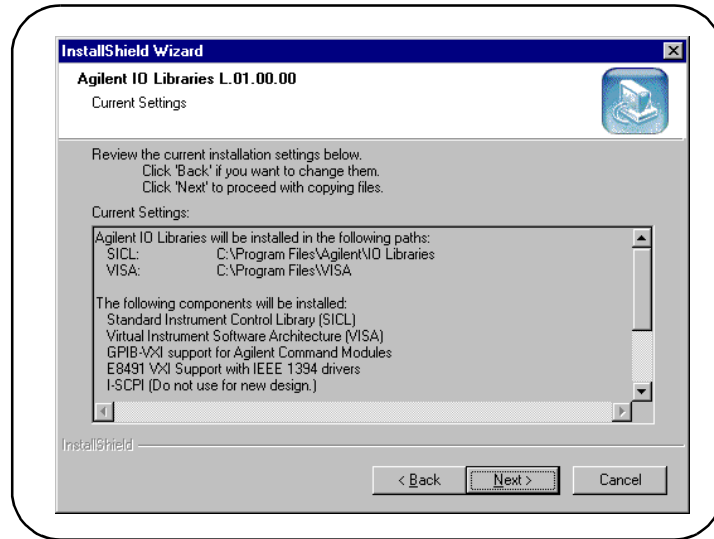 InstallShield Wizard
Agilent IO Libraries L.01.00.00
Current Settings
Review the current installation settings below.
Click 'Back' if you want to change them.
Click 'Next' to proceed with copying files.
Current Settings:
Agilent IO Libraries will be installed in the following paths:
SICL: C:\Program Files\Agilent\IO Libraries
VISA: C:\Program Files\VISA
The following components will be installed:
Standard Instrument Control Library (SICL)
Virtual Instrument Software Architecture (VISA)
GPIB-VXI support for Agilent Command Modules
E8491 VXI Support with IEEE 1394 drivers
I-SCPI (Do not use for new design.)
InstallShield
< Back Next > Cancel